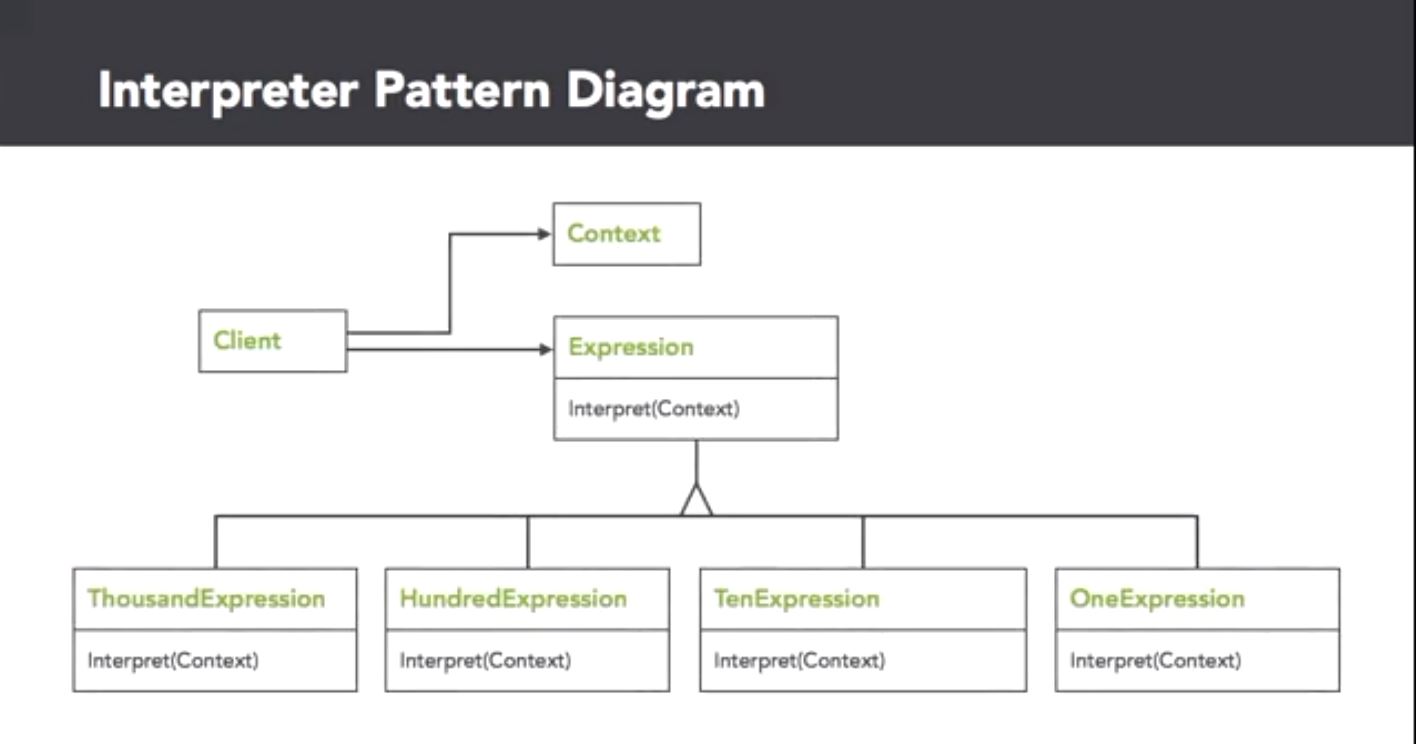 Interpreter Pattern Diagram
Context
Client
Expression
Interpret(Context)
ThousandExpression
Interpret(Context)
HundredExpression
Interpret(Context)
TenExpression
Interpret(Context)
OneExpression
Interpret(Context)